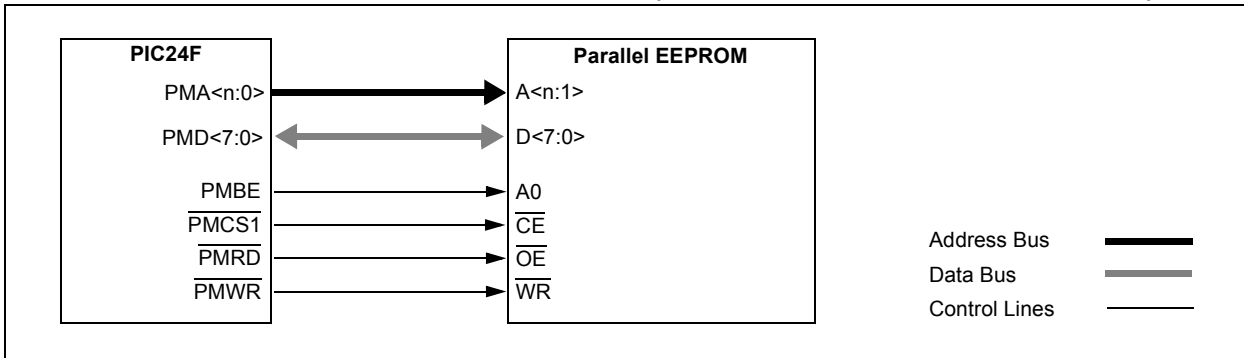 PIC24F
Parallel EEPROM
PMA<n:0>
A<n:1>
PMD<7:0>
D<7:0>
PMBE
A0
PMCS1
CE
PMRD
OE
PMWR
WR
Address Bus
Data Bus
Control Lines